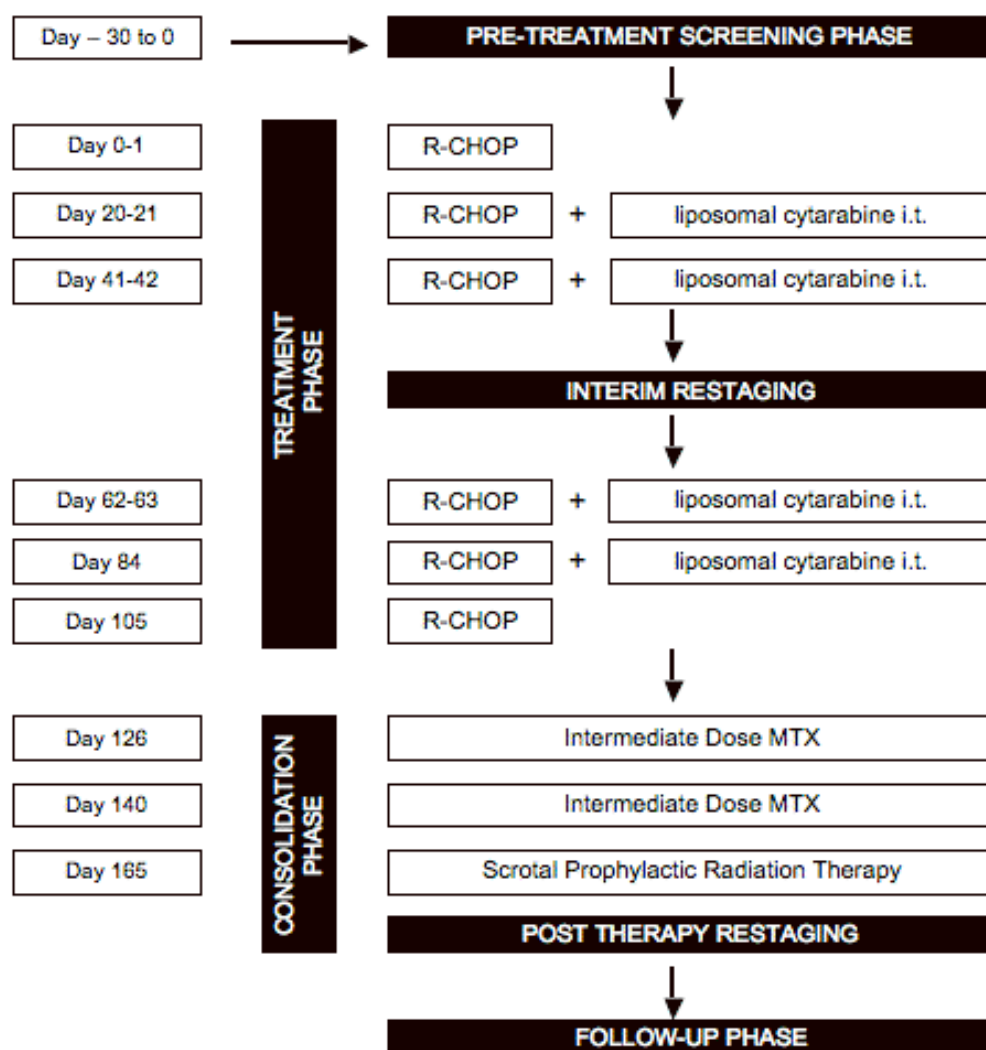 Day – 30 to 0
PRE-TREATMENT SCREENING PHASE
TREATMENT
PHASE
Day 0-1
R-CHOP
Day 20-21
R-CHOP + liposomal cytarabine i.t.
Day 41-42
R-CHOP + liposomal cytarabine i.t.
INTERIM RESTAGING
Day 62-63
R-CHOP + liposomal cytarabine i.t.
Day 84
R-CHOP + liposomal cytarabine i.t.
Day 105
R-CHOP
CONSOLIDATION
PHASE
Day 126
Intermediate Dose MTX
Day 140
Intermediate Dose MTX
Day 165
Scrotal Prophylactic Radiation Therapy
POST THERAPY RESTAGING
FOLLOW-UP PHASE